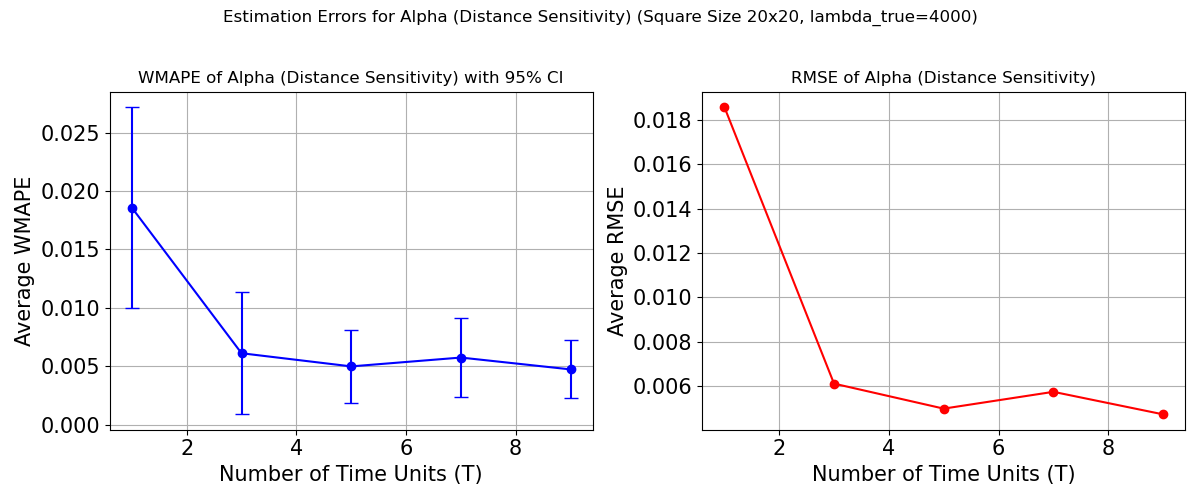 Estimation Errors for Alpha (Distance Sensitivity) (Square Size 20x20, lambda_true=4000)
WMAPE of Alpha (Distance Sensitivity) with 95% CI
Average WMAPE
0.025
0.020
0.015
0.010
0.005
0.000
2 4 6 8
Number of Time Units (T)
RMSE of Alpha (Distance Sensitivity)
Average RMSE
0.018
0.016
0.014
0.012
0.010
0.008
0.006
2 4 6 8
Number of Time Units (T)